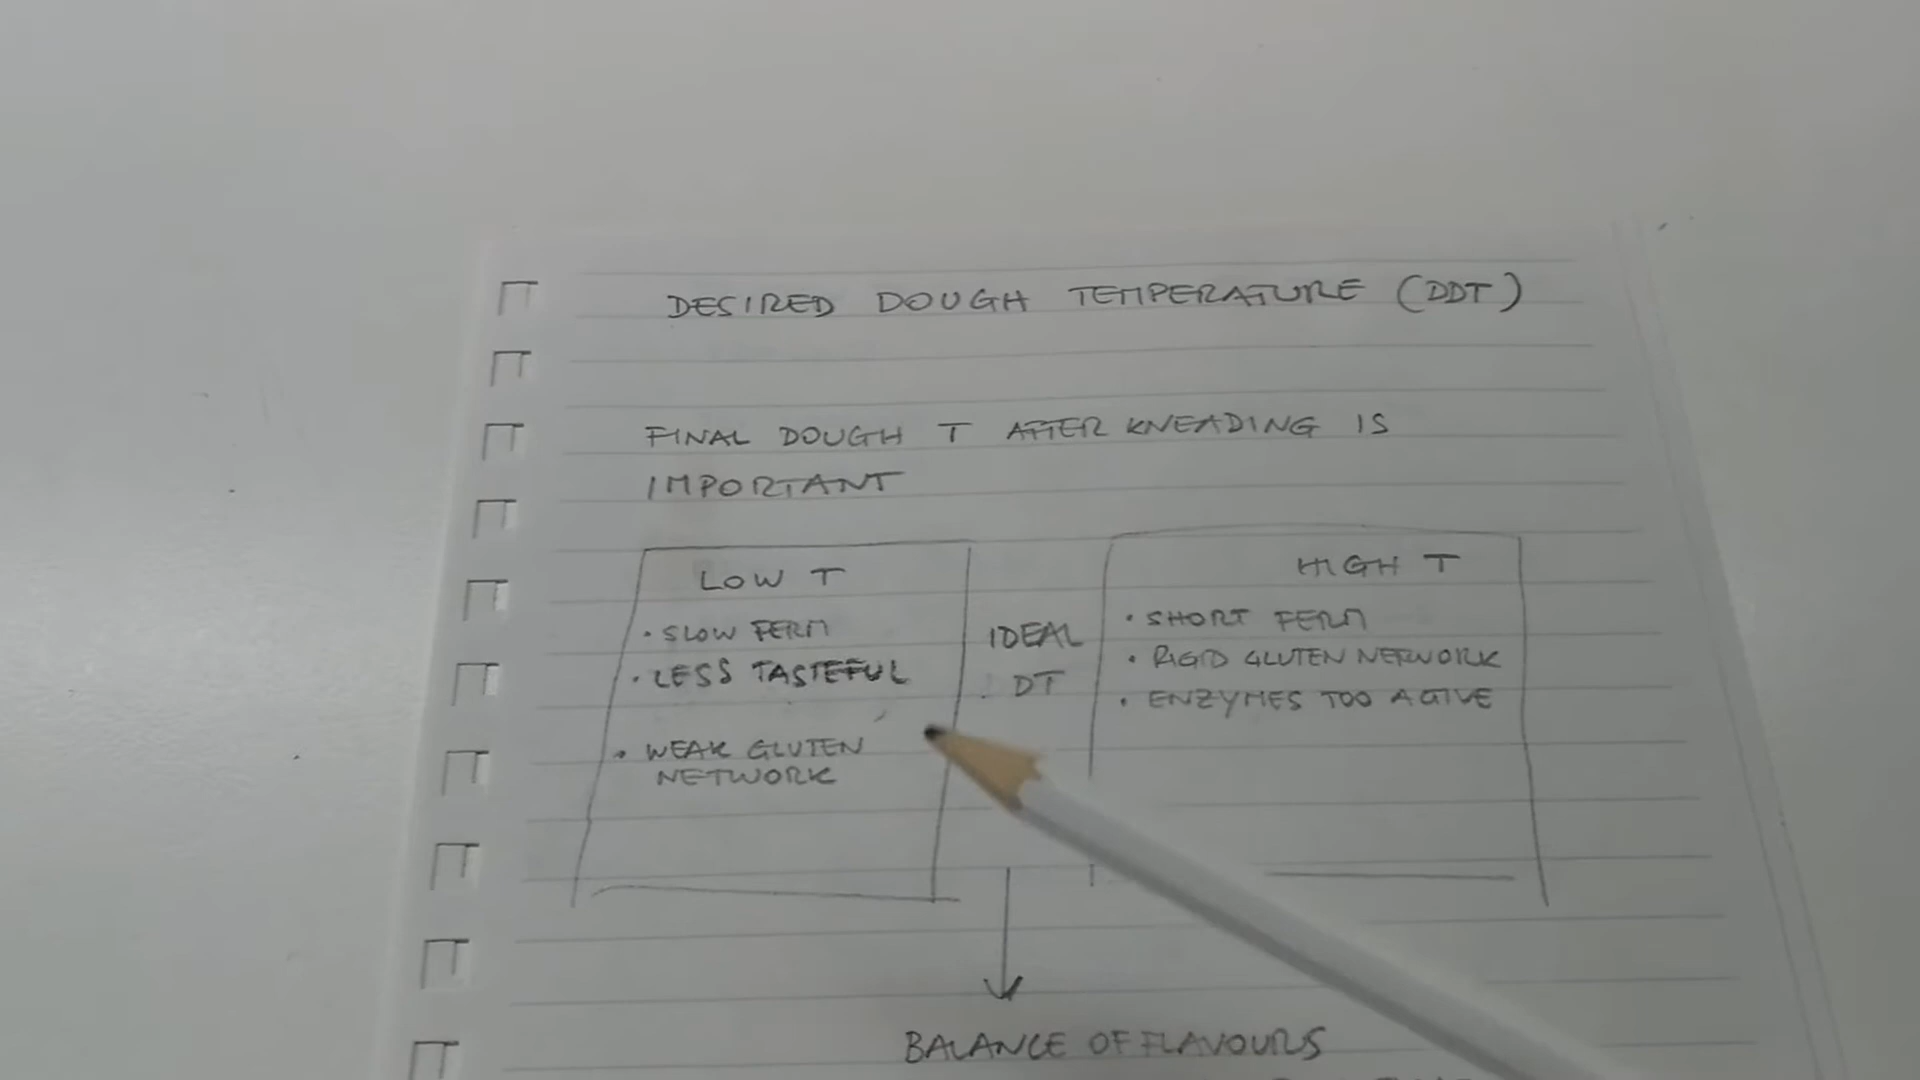 DESIRED DOUGH TEMPERATURE (DDT)
FINAL DOUGH T AFTER KNEADING IS
IMPORTANT
LOW T
• SLOW FERM
• LESS TASTEFUL
• WEAK GLUTEN
NETWORK
IDEAL
DT
HIGH T
• SHORT FERM
• RIGID GLUTEN NETWORK
• ENZYMES TOO ACTIVE
BALANCE OF FLAVOURS